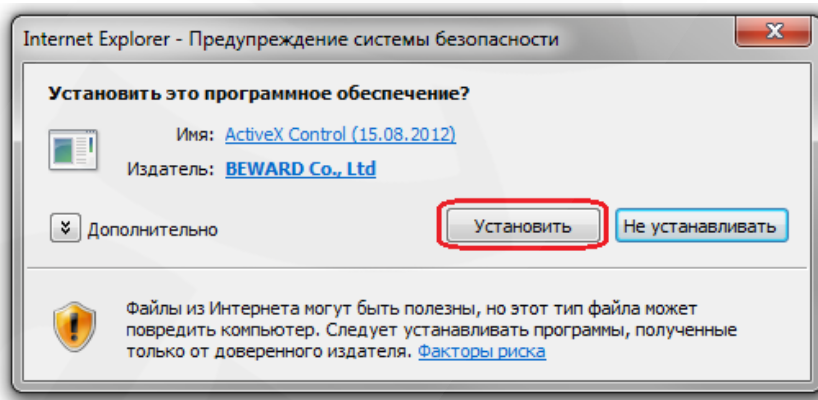 Internet Explorer - Предупреждение системы безопасности
Установить это программное обеспечение?
Имя: ActiveX Control (15.08.2012)
Издатель: BEWARD Co., Ltd
Дополнительно
Установить
Не устанавливать
Файлы из Интернета могут быть полезны, но этот тип файла может
повредить компьютер. Следует устанавливать программы, полученные
только от доверенного издателя. Факторы риска